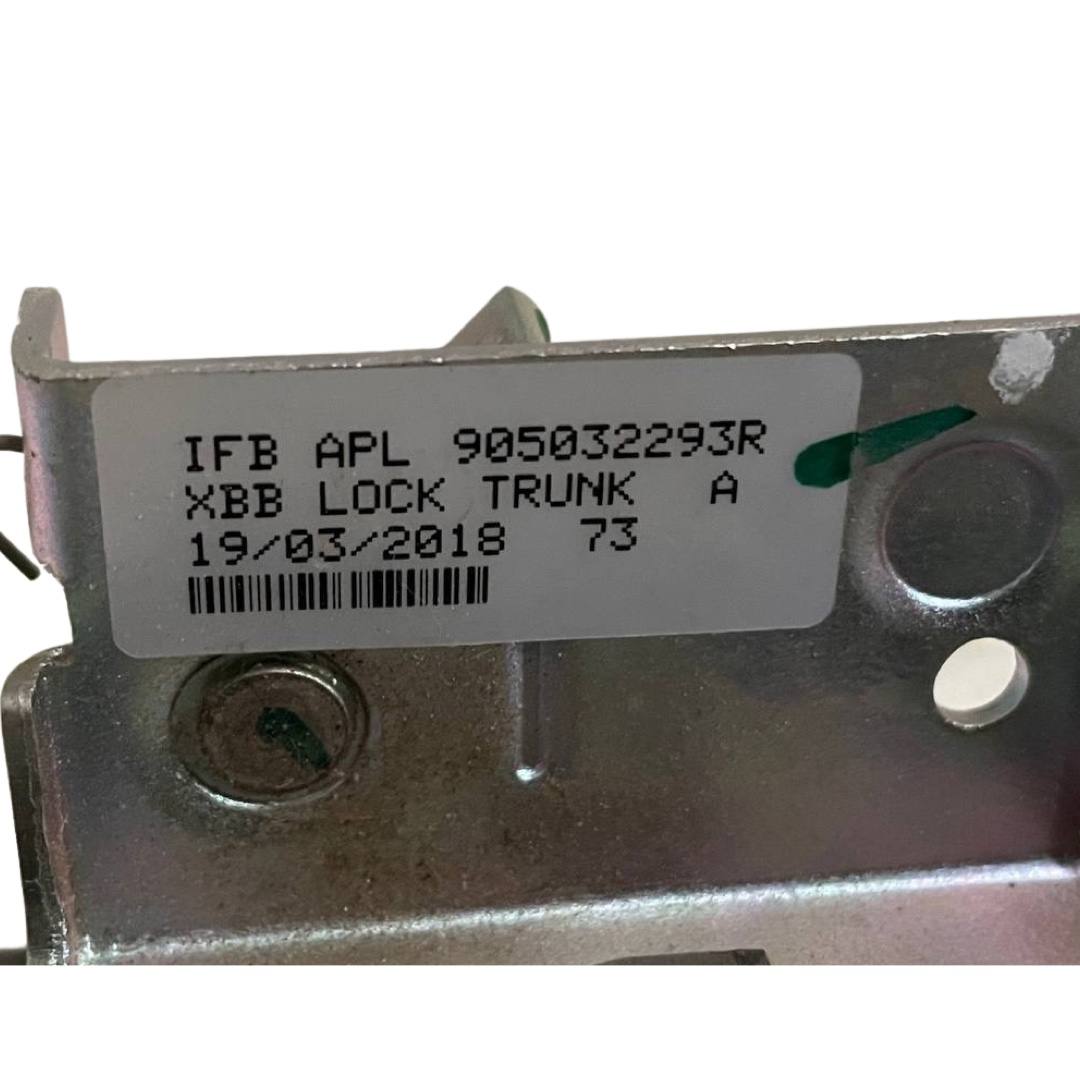 IFB APL 905032293R
XBB LOCK TRUNK A
19/03/2018 73